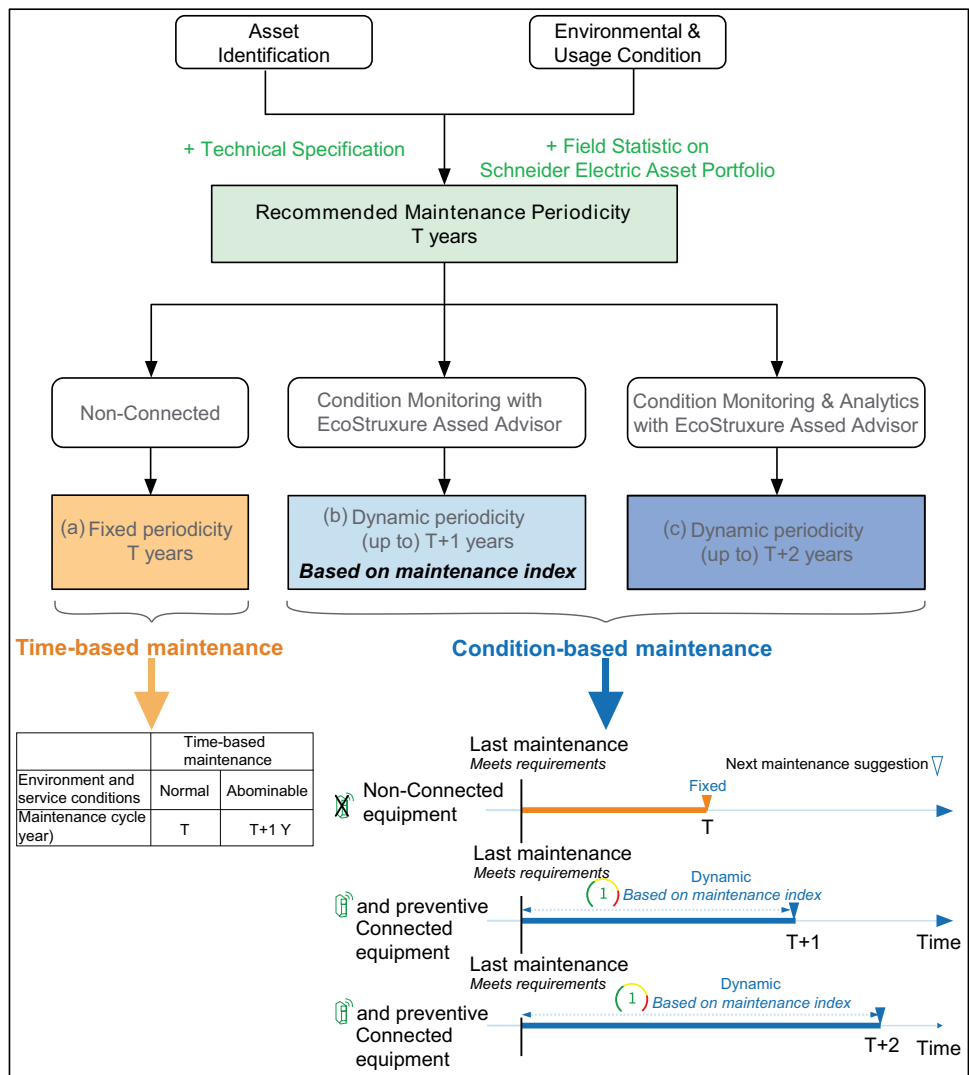 Asset
Identification
Environmental &
Usage Condition
+ Technical Specification
+ Field Statistic on
Schneider Electric Asset Portfolio
Recommended Maintenance Periodicity
T years
Non-Connected
Condition Monitoring with
EcoStruxure Assed Advisor
Condition Monitoring & Analytics
with EcoStruxure Assed Advisor
(a) Fixed periodicity
T years
(b) Dynamic periodicity
(up to) T+1 years
Based on maintenance index
(c) Dynamic periodicity
(up to) T+2 years
Time-based maintenance
Condition-based maintenance
Time-based
maintenance
Environment and
service conditions
Normal
Abominable
Maintenance cycle
year)
T
T+1 Y
Last maintenance
Meets requirements
Next maintenance suggestion
Non-Connected
equipment
Fixed
T
Last maintenance
Meets requirements
1
Dynamic
Based on maintenance index
and preventive
Connected
equipment
T+1
Time
Last maintenance
Meets requirements
1
Dynamic
Based on maintenance index
and preventive
Connected
equipment
T+2
Time